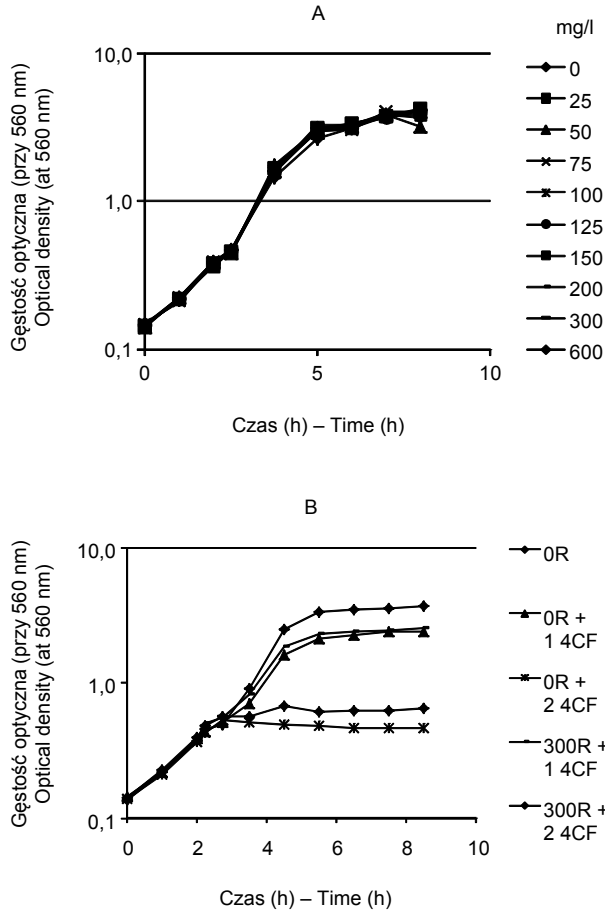 A
mg/l
Gęstość optyczna (przy 560 nm)
Optical density (at 560 nm)
10,0
1,0
0,1
0
5
10
Czas (h) – Time (h)
0
25
50
75
100
125
150
200
300
600
B
Gęstość optyczna (przy 560 nm)
Optical density (at 560 nm)
10,0
1,0
0,1
0
2
4
6
8
10
Czas (h) – Time (h)
0R
0R +
1 4CF
0R +
2 4CF
300R +
1 4CF
300R +
2 4CF